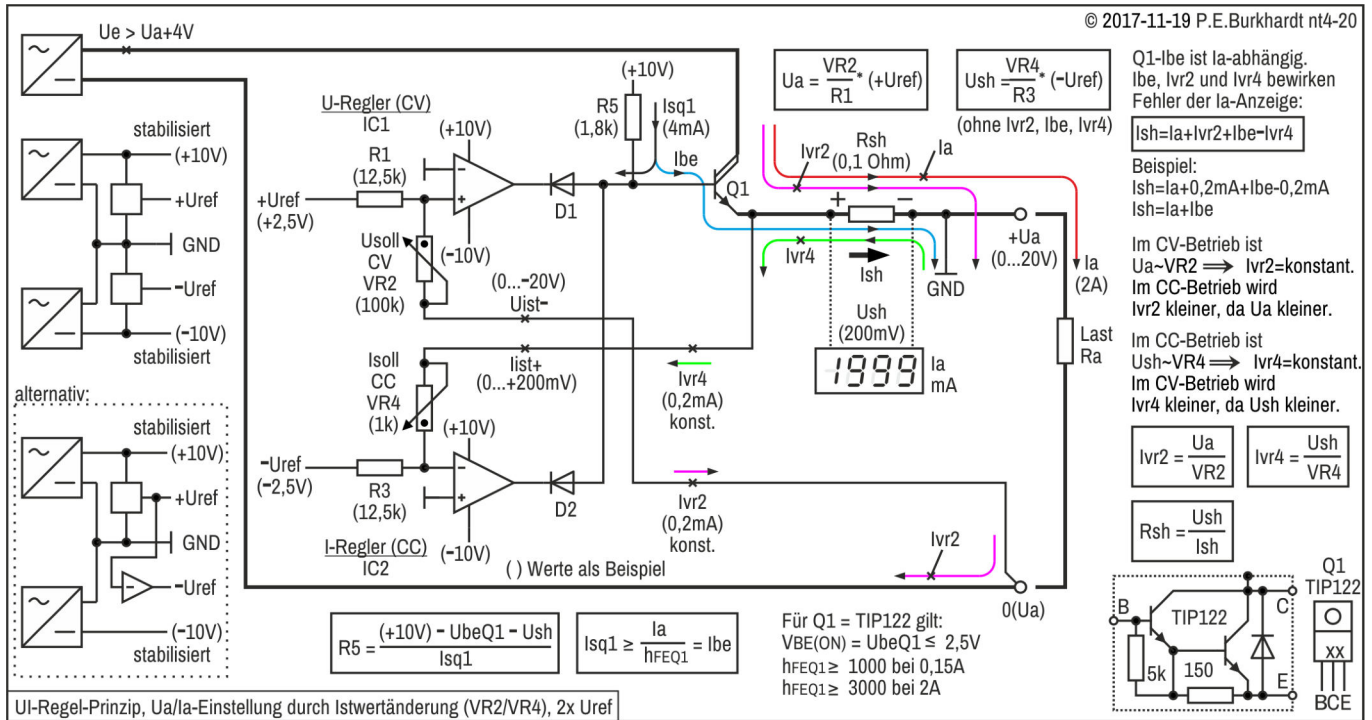 © 2017-11-19 P.E.Burkhardt nt4-20
Ue > Ua+4V
stabilisiert
(+10V)
+Uref
GND
−Uref
(−10V)
stabilisiert
alternativ:
stabilisiert
(+10V)
+Uref
GND
−Uref
(−10V)
stabilisiert
U-Regler (CV)
IC1
(+10V)
R1
(12,5k)
+Uref
(+2,5V)
−
+
(−10V)
D1
Usoll
CV
VR2
(100k)
(0...−20V)
Uist−
Iist+
(0...+200mV)
Isoll
CC
VR4
(1k)
(+10V)
−Uref
(−2,5V)
R3
(12,5k)
−
+
(−10V)
D2
I-Regler (CC)
IC2
( ) Werte als Beispiel
(+10V)
R5
(1,8k)
Isq1
(4mA)
Ibe
Q1
Ivr4
(0,2mA)
konst.
Ivr2
(0,2mA)
konst.
Ua = VR2
R1
* (+Uref)
Ush = VR4
R3
* (−Uref)
(ohne Ivr2, Ibe, Ivr4)
Ivr2
Rsh
(0,1 Ohm)
Ia
+
−
Ivr4
Ish
GND
+Ua
(0...20V)
Ia
(2A)
Ush
(200mV)
1999
Ia
mA
Last
Ra
Ivr2
0(Ua)
Q1-Ibe ist Ia-abhängig.
Ibe, Ivr2 und Ivr4 bewirken
Fehler der Ia-Anzeige:
Ish=Ia+Ivr2+Ibe−Ivr4
Beispiel:
Ish=Ia+0,2mA+Ibe−0,2mA
Ish=Ia+Ibe
Im CV-Betrieb ist
Ua~VR2 ⟹ Ivr2=konstant.
Im CC-Betrieb wird
Ivr2 kleiner, da Ua kleiner.
Im CC-Betrieb ist
Ush~VR4 ⟹ Ivr4=konstant.
Im CV-Betrieb wird
Ivr4 kleiner, da Ush kleiner.
Ivr2 = Ua
VR2
Ivr4 = Ush
VR4
Rsh = Ush
Ish
R5 = (+10V) − UbeQ1 − Ush
Isq1
Isq1 ≥ Ia
hFEQ1
= Ibe
Für Q1 = TIP122 gilt:
VBE(ON) = UbeQ1 ≤ 2,5V
hFEQ1 ≥ 1000 bei 0,15A
hFEQ1 ≥ 3000 bei 2A
B
TIP122
C
5k
150
E
Q1
TIP122
xx
BCE
UI-Regel-Prinzip, Ua/Ia-Einstellung durch Istwertänderung (VR2/VR4), 2x Uref